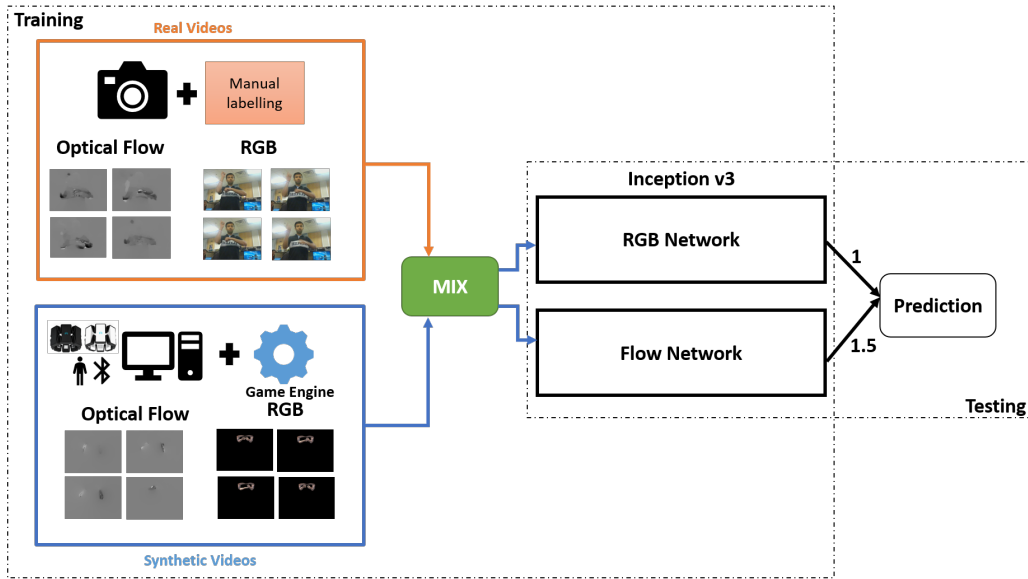 Training
Real Videos
Manual
labelling
Optical Flow
RGB
Inception v3
RGB Network
1
MIX
Prediction
Flow Network
1.5
Game Engine
Optical Flow
RGB
Testing
Synthetic Videos